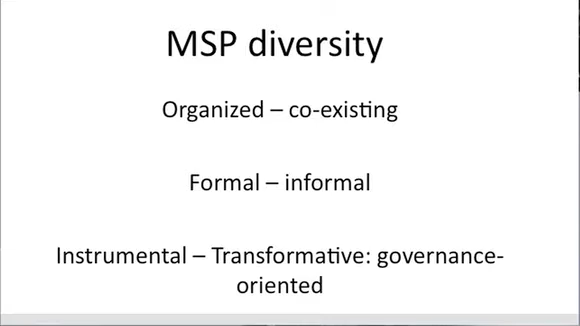 MSP diversity
Organized – co-existing
Formal – informal
Instrumental – Transformative: governance-
oriented